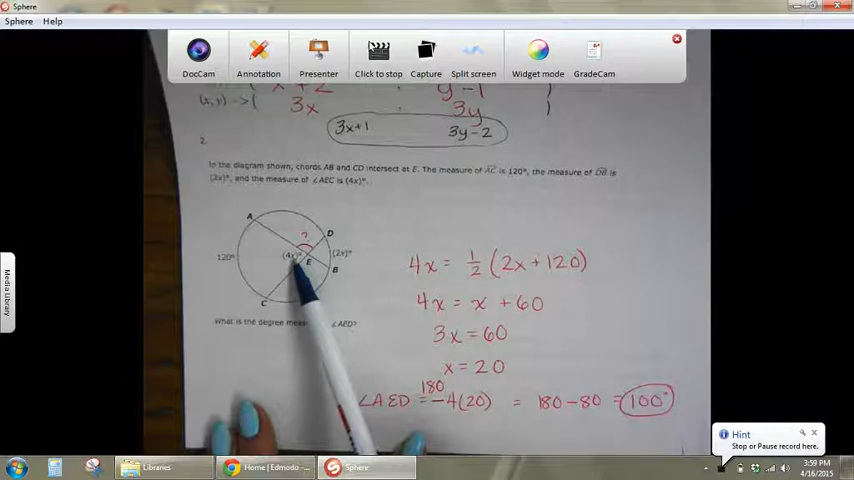 Sphere
Sphere Help
DocCam Annotation Presenter Click to stop Capture Split screen Widget mode GradeCam
(x, y) -> ( x + 2 , y - 1 )
3x 3y
3x+1 3y-2
2.
In the diagram shown, chords AB and CD intersect at E. The measure of AC is 120°, the measure of DB is
(2x)°, and the measure of ∠AEC is (4x)°.
A ? D
120° (4x)° (2x)°
E B
C
What is the degree meas ∠AED?
4x = 1/2 (2x + 120)
4x = x + 60
3x = 60
x = 20
180
∠AED = -4(20) = 180-80 = 100°
My Library
Hint
Stop or Pause record here.
Libraries
Home | Edmodo - ...
Sphere
3:59 PM
4/16/2015